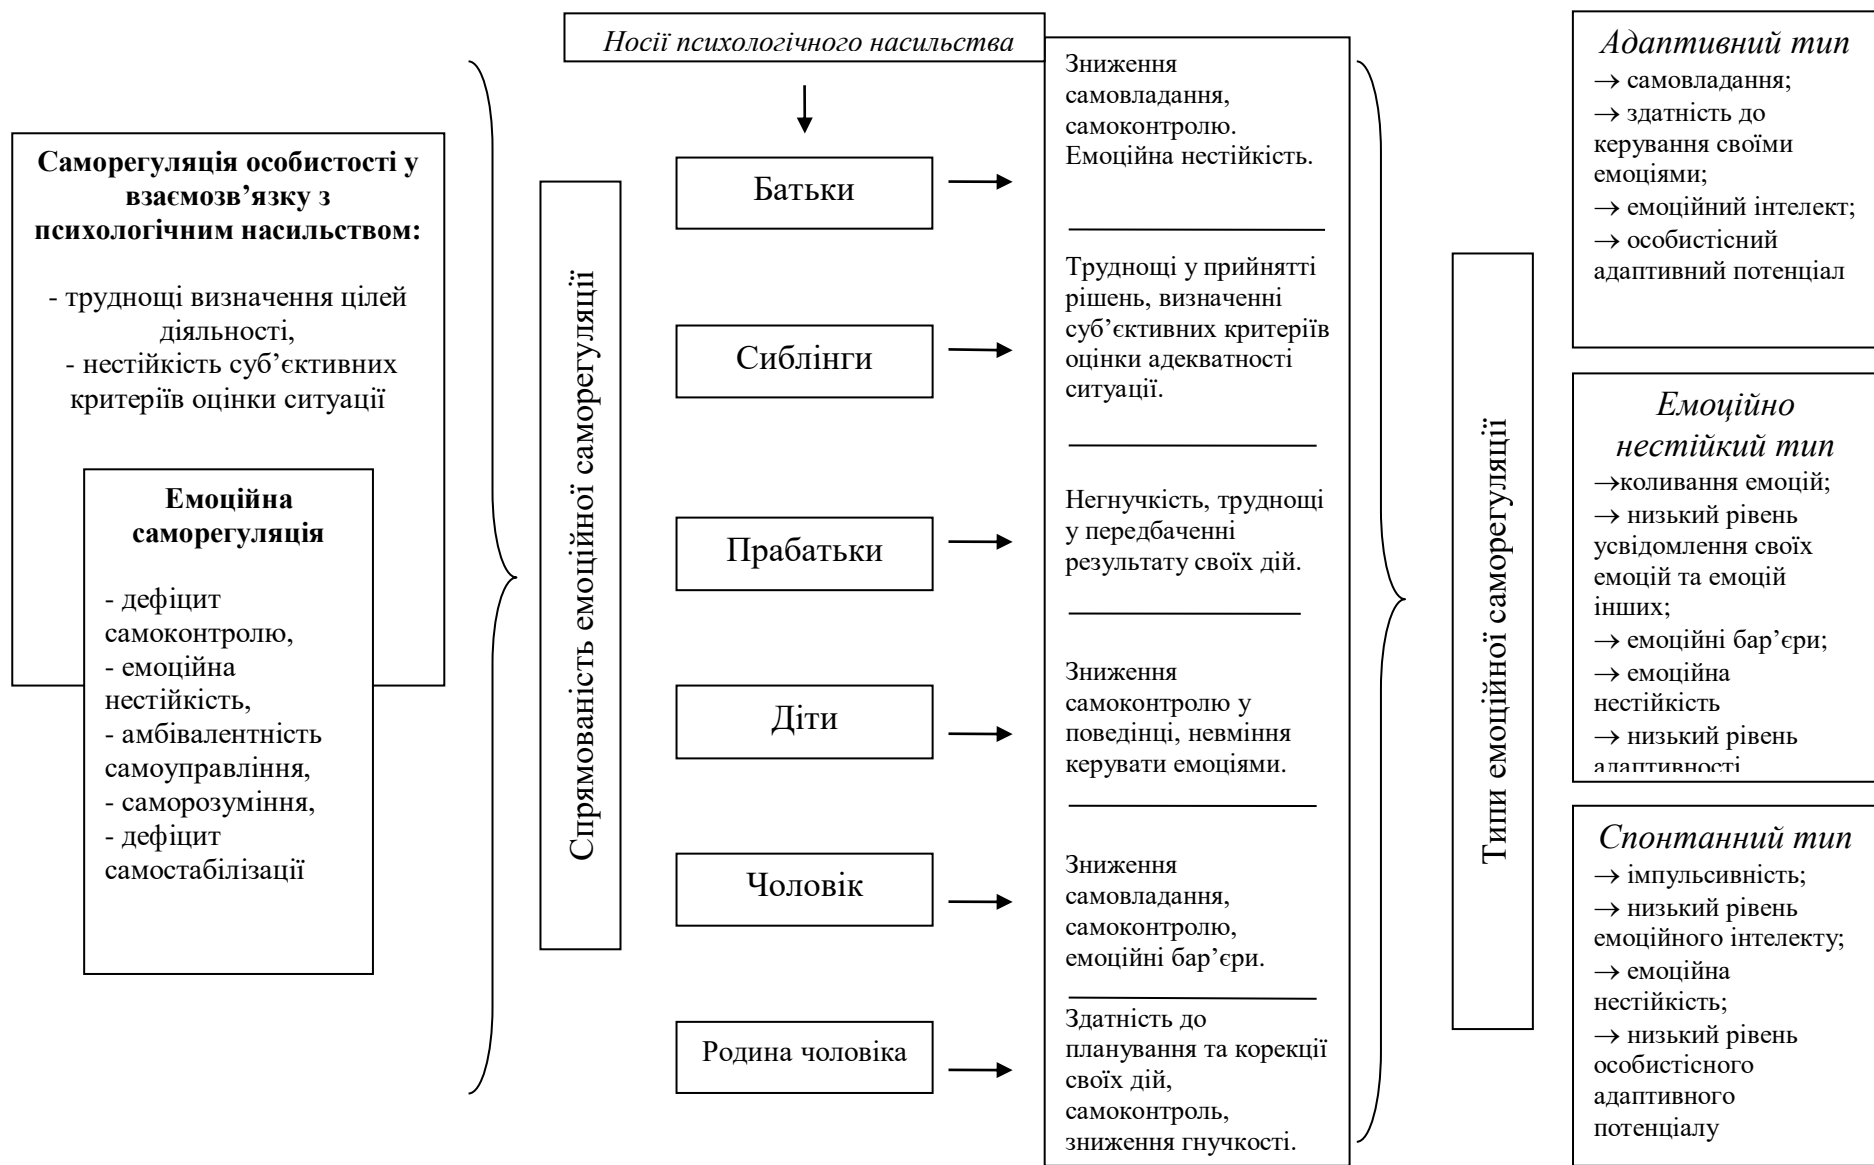 Саморегуляція особистості у
взаємозв’язку з
психологічним насильством:
- труднощі визначення цілей
діяльності,
- нестійкість суб’єктивних
критеріїв оцінки ситуації
Емоційна
саморегуляція
- дефіцит
самоконтролю,
- емоційна
нестійкість,
- амбівалентність
самоуправління,
- саморозуміння,
- дефіцит
самостабілізації
Спрямованість емоційної саморегуляції
Носії психологічного насильства
Батьки
Сиблінги
Прабатьки
Діти
Чоловік
Родина чоловіка
Зниження
самовладання,
самоконтролю.
Емоційна нестійкість.
Труднощі у прийнятті
рішень, визначенні
суб’єктивних критеріїв
оцінки адекватності
ситуації.
Негнучкість, труднощі
у передбаченні
результату своїх дій.
Зниження
самоконтролю у
поведінці, невміння
керувати емоціями.
Зниження
самовладання,
самоконтролю,
емоційні бар’єри.
Здатність до
планування та корекції
своїх дій,
самоконтроль,
зниження гнучкості.
Типи емоційної саморегуляції
Адаптивний тип
→ самовладання;
→ здатність до
керування своїми
емоціями;
→ емоційний інтелект;
→ особистісний
адаптивний потенціал
Емоційно
нестійкий тип
→коливання емоцій;
→ низький рівень
усвідомлення своїх
емоцій та емоцій
інших;
→ емоційні бар’єри;
→ емоційна
нестійкість
→ низький рівень
адаптивності
Спонтанний тип
→ імпульсивність;
→ низький рівень
емоційного інтелекту;
→ емоційна
нестійкість;
→ низький рівень
особистісного
адаптивного
потенціалу